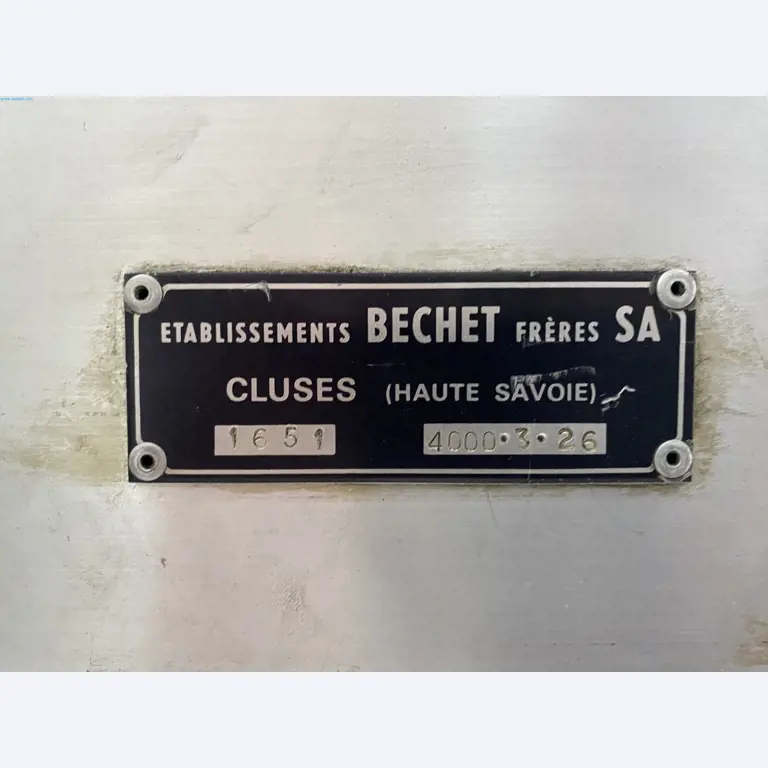 ETABLISSEMENTS BECHET FRÈRES SA
CLUSES (HAUTE SAVOIE)
1651 4000•3•26